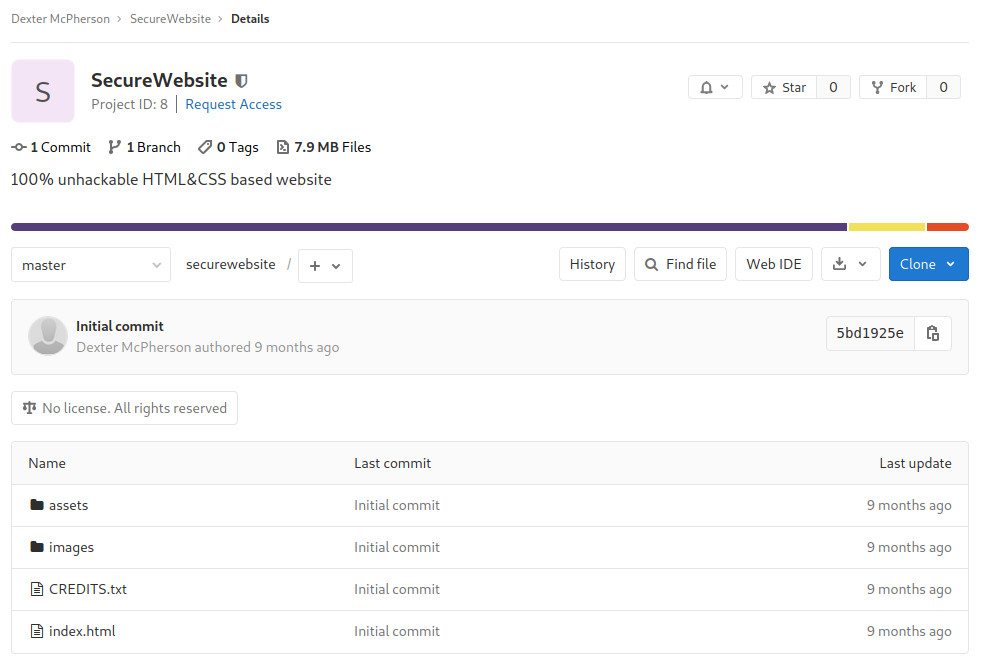 Dexter McPherson > SecureWebsite > Details
S
SecureWebsite
Project ID: 8 | Request Access
Star 0
Fork 0
1 Commit 1 Branch 0 Tags 7.9 MB Files
100% unhackable HTML&CSS based website
master securewebsite / + History Find file Web IDE Clone
Initial commit
Dexter McPherson authored 9 months ago
5bd1925e
No license. All rights reserved
Name Last commit Last update
assets Initial commit 9 months ago
images Initial commit 9 months ago
CREDITS.txt Initial commit 9 months ago
index.html Initial commit 9 months ago